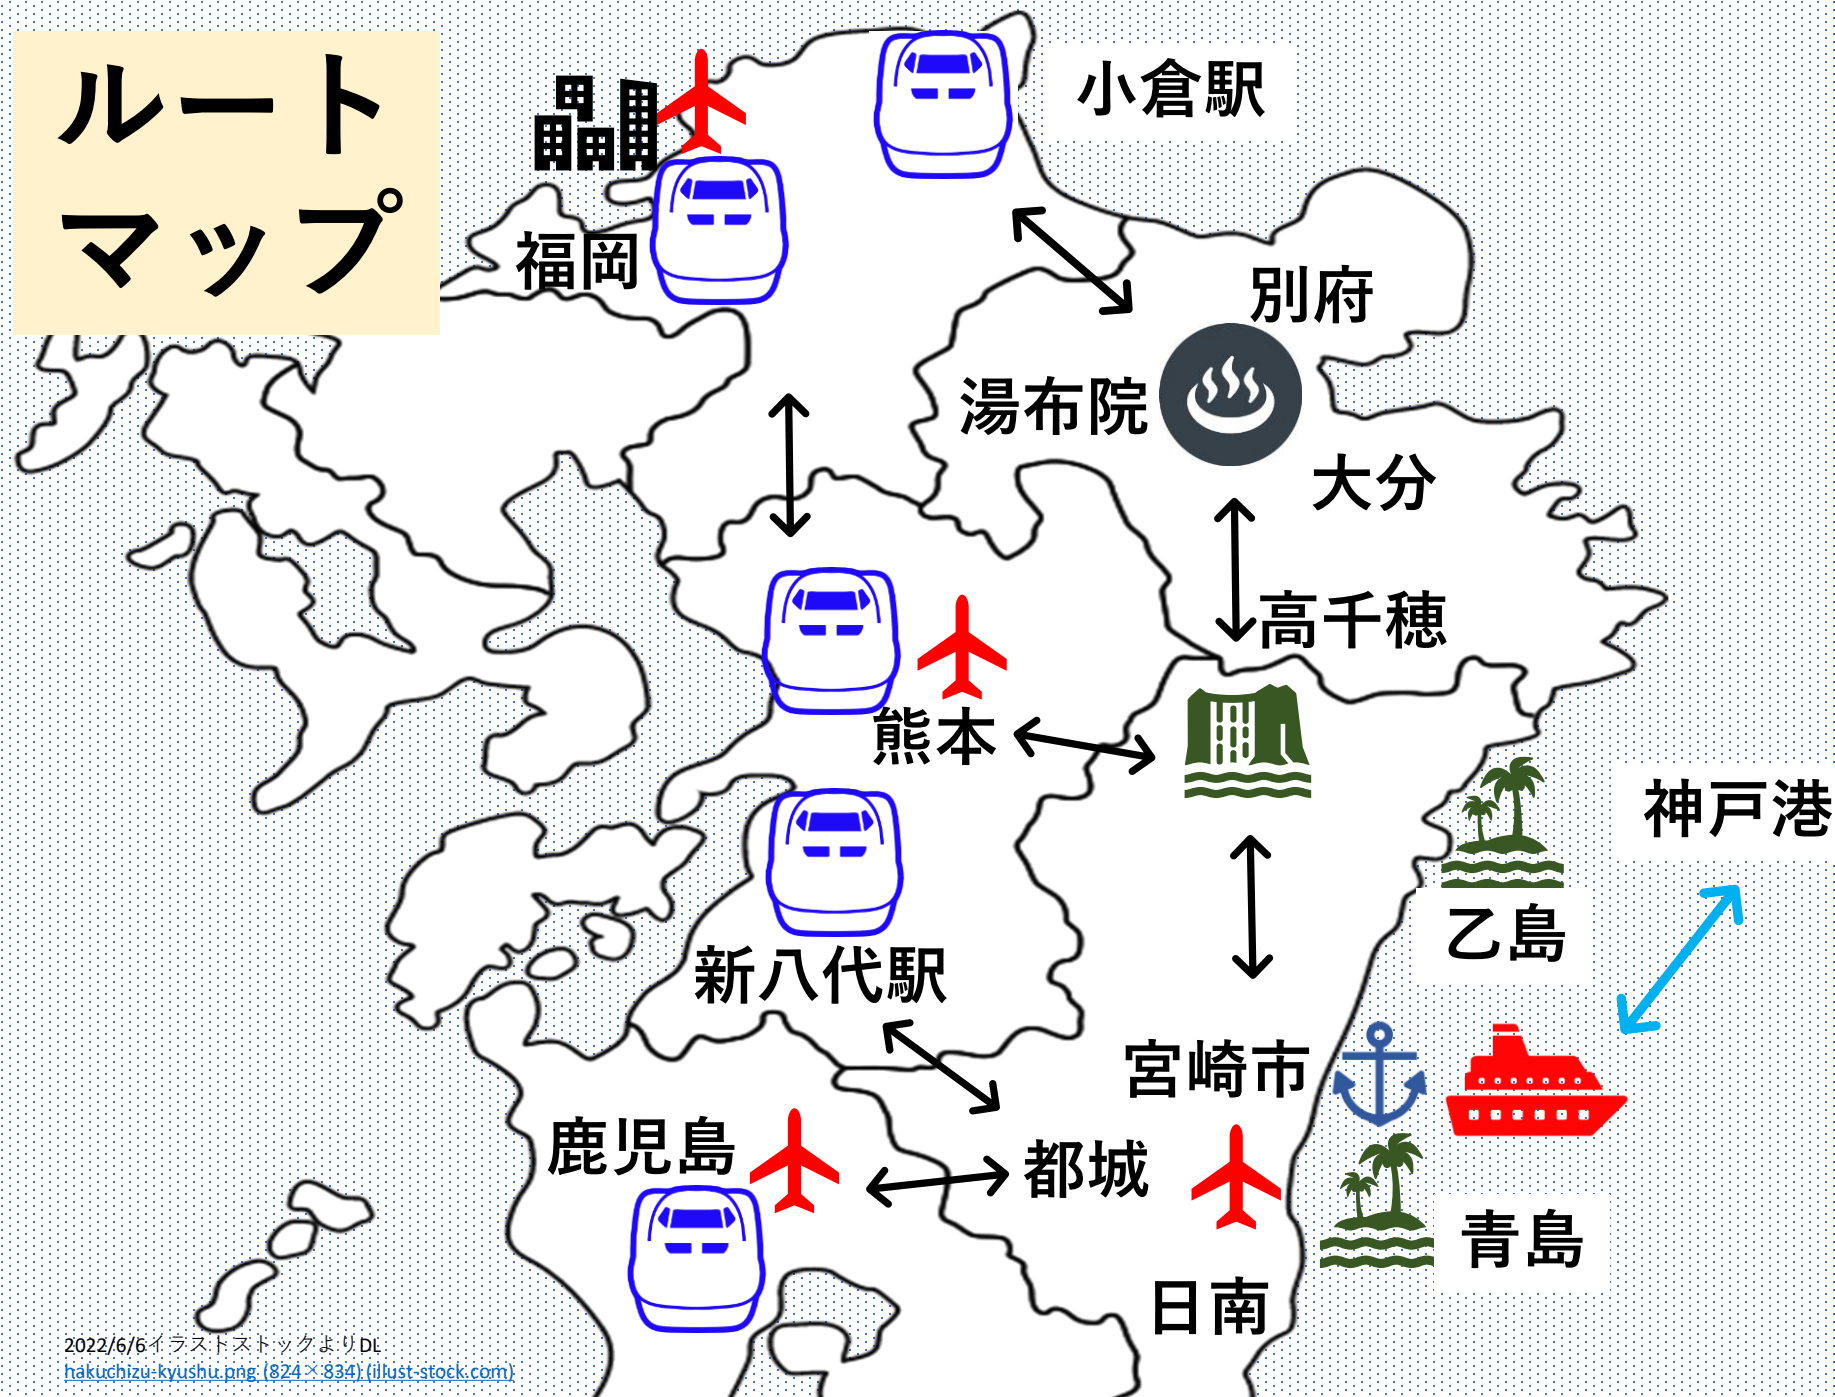 ルート
マップ
小倉駅
福岡
別府
湯布院
大分
高千穂
熊本
神戸港
乙島
新八代駅
宮崎市
鹿児島
都城
青島
日南
2022/6/6イラストストックよりDL
hakuchizu-kyushu.png (824×834) (illust-stock.com)